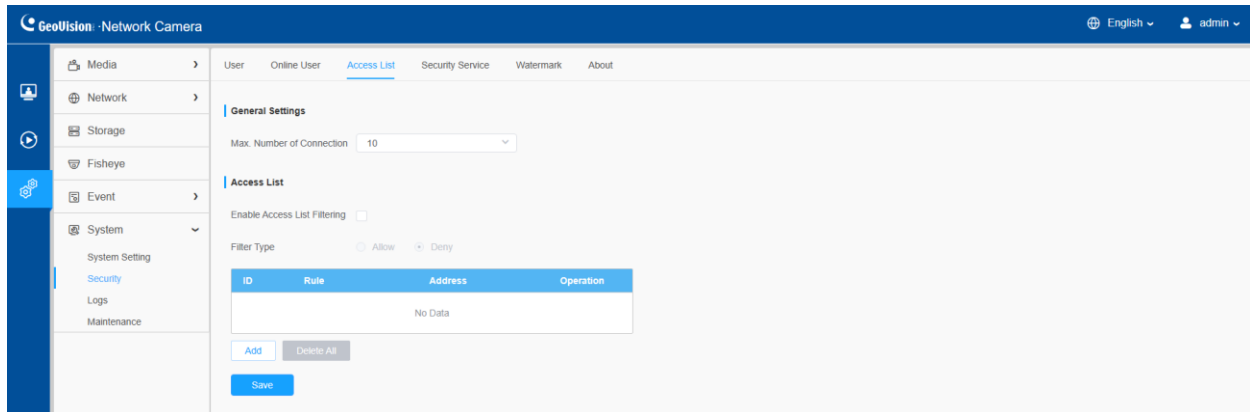 GeoVision Network Camera
English
admin
Media
Network
Storage
Fisheye
Event
System
System Setting
Security
Logs
Maintenance
User Online User Access List Security Service Watermark About
General Settings
Max. Number of Connection 10
Access List
Enable Access List Filtering
Filter Type Allow Deny
ID Rule Address Operation
No Data
Add Delete All
Save